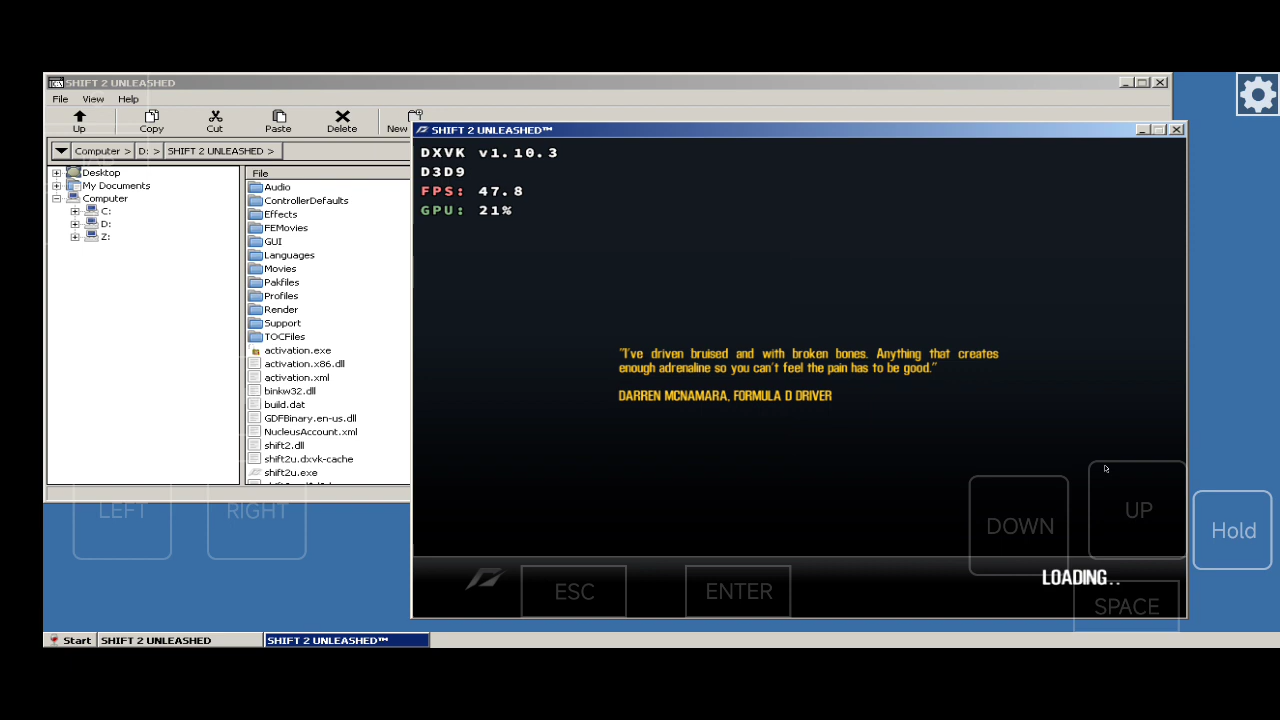 SHIFT 2 UNLEASHED
File View Help
Up Copy Cut Paste Delete New
Computer > D: > SHIFT 2 UNLEASHED >
Desktop
My Documents
Computer
C:
D:
Z:
File
Audio
ControllerDefaults
Effects
FEMovies
GUI
Languages
Movies
Pakfiles
Profiles
Render
Support
TOCFiles
activation.exe
activation.x86.dll
activation.xml
binkw32.dll
build.dat
GDFBinary.en-us.dll
NucleusAccount.xml
shift2.dll
shift2u.dxvk-cache
shift2u.exe
SHIFT 2 UNLEASHED™
DXVK v1.10.3
D3D9
FPS: 47.8
GPU: 21%
"I've driven bruised and with broken bones. Anything that creates
enough adrenaline so you can't feel the pain has to be good."
DARREN MCNAMARA, FORMULA D DRIVER
LOADING..
LEFT RIGHT
ESC ENTER
DOWN UP
SPACE
Hold
Start SHIFT 2 UNLEASHED SHIFT 2 UNLEASHED™